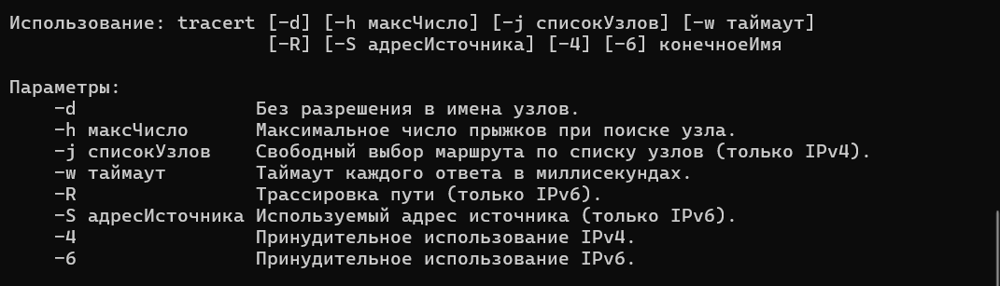 Использование: tracert [-d] [-h максЧисло] [-j списокУзлов] [-w таймаут]
[-R] [-S адресИсточника] [-4] [-6] конечноеИмя
Параметры:
-d Без разрешения в имена узлов.
-h максЧисло Максимальное число прыжков при поиске узла.
-j списокУзлов Свободный выбор маршрута по списку узлов (только IPv4).
-w таймаут Таймаут каждого ответа в миллисекундах.
-R Трассировка пути (только IPv6).
-S адресИсточника Используемый адрес источника (только IPv6).
-4 Принудительное использование IPv4.
-6 Принудительное использование IPv6.